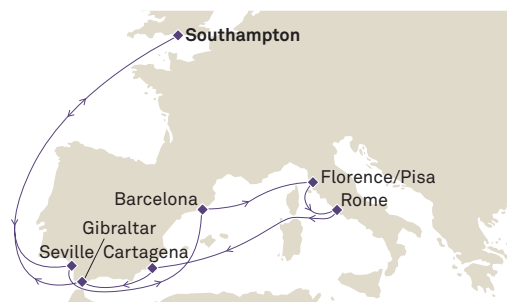 Southampton
Florence/Pisa
Barcelona
Rome
Gibraltar
Seville
Cartagena